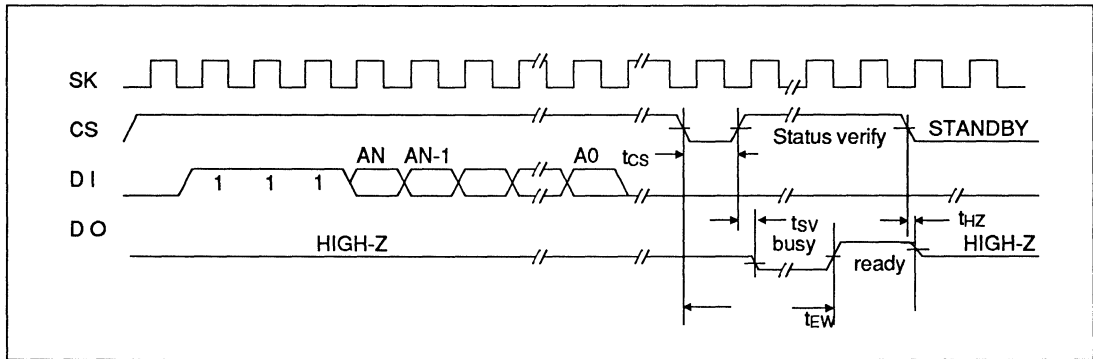 SK
CS
Status verify
STANDBY
tCS
AN
AN-1
A0
DI
1 1 1
DO
tSV
tHZ
HIGH-Z
busy
ready
HIGH-Z
tEW